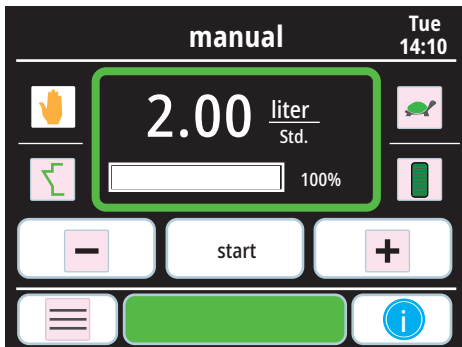 manual
Tue
14:10
2.00 liter
Std.
100%
− start +
i